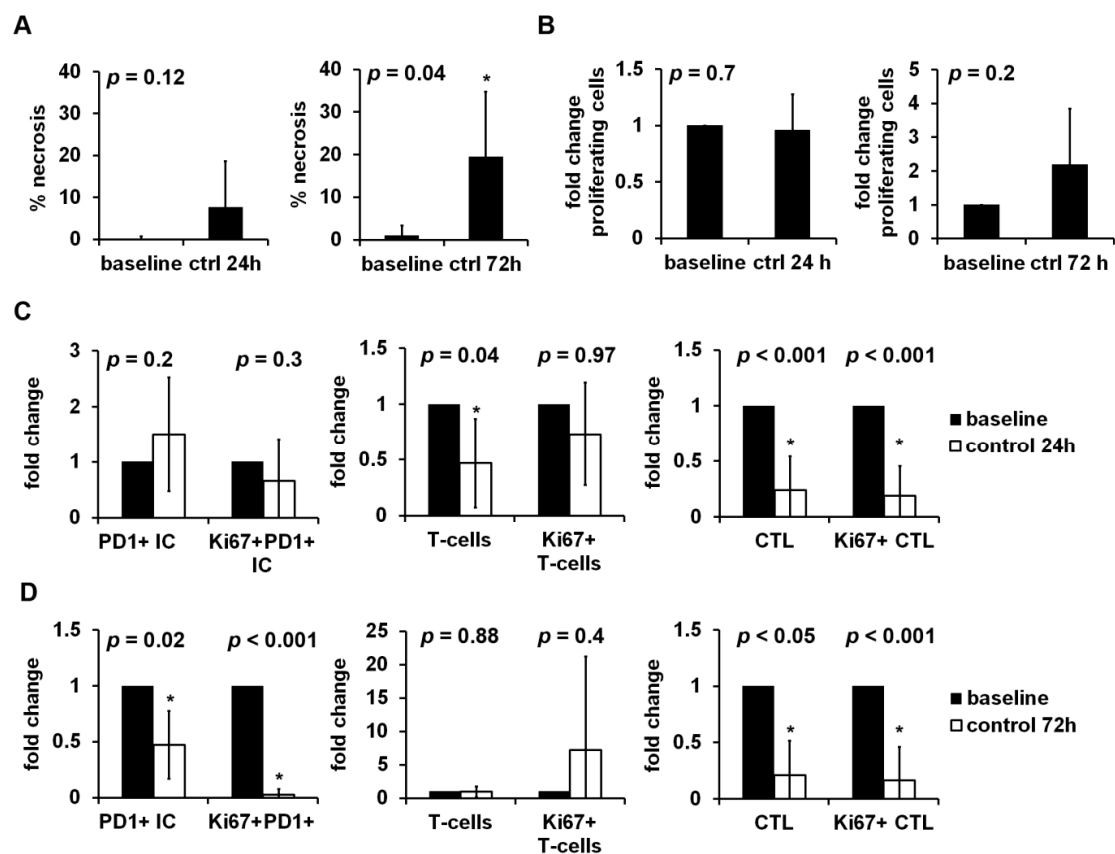 A
B
p = 0.12
p = 0.04
p = 0.7
p = 0.2
% necrosis
40
30
20
10
0
baseline ctrl 24h
% necrosis
40
30
20
10
0
*
baseline ctrl 72h
fold change
proliferating cells
1.5
1
0.5
0
baseline ctrl 24 h
fold change
proliferating cells
5
4
3
2
1
0
baseline ctrl 72 h
C
fold change
3
2
1
0
p = 0.2
p = 0.3
PD1+ IC
Ki67+PD1+
IC
fold change
1.5
1
0.5
0
p = 0.04
p = 0.97
*
T-cells
Ki67+
T-cells
fold change
1.5
1
0.5
0
p < 0.001
p < 0.001
*
*
CTL
Ki67+ CTL
baseline
control 24h
D
fold change
1.5
1
0.5
0
p = 0.02
p < 0.001
*
*
PD1+ IC
Ki67+PD1+
fold change
25
20
15
10
5
0
p = 0.88
p = 0.4
T-cells
Ki67+
T-cells
fold change
1.5
1
0.5
0
p < 0.05
p < 0.001
*
*
CTL
Ki67+ CTL
baseline
control 72h